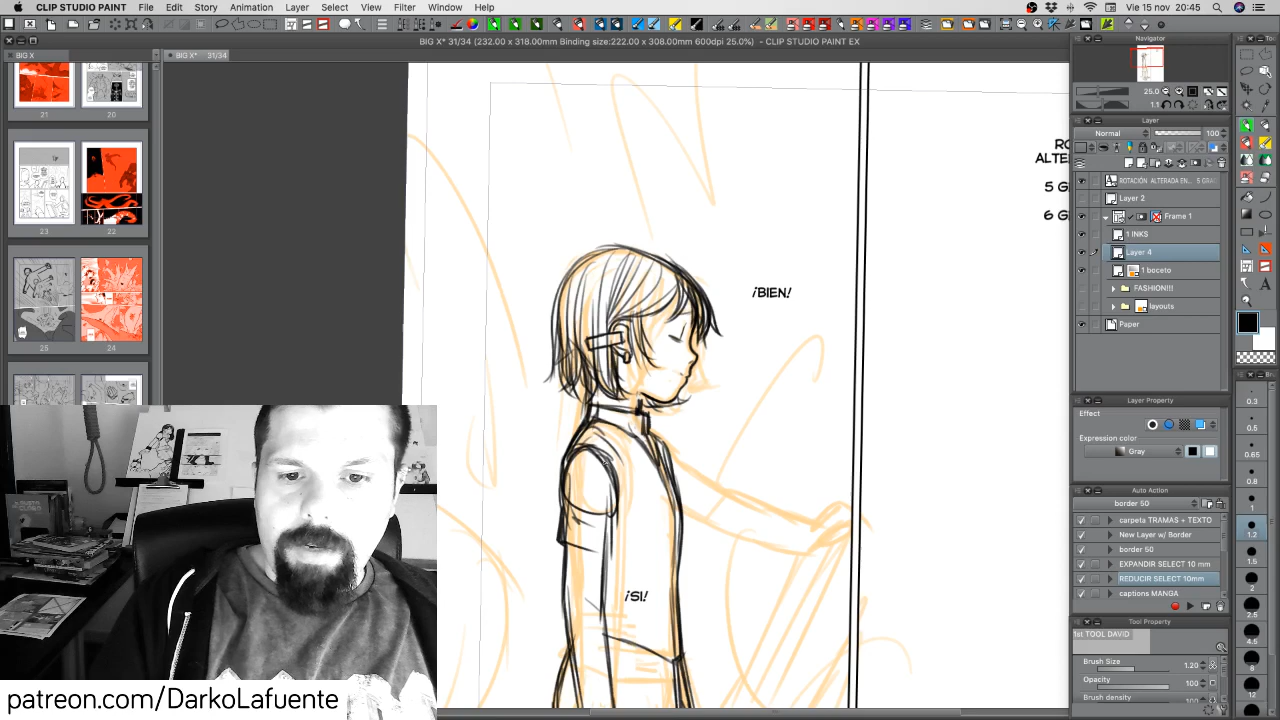 CLIP STUDIO PAINT File Edit Story Animation Layer Select View Filter Window Help
Vie 15 nov 20:45
BIG X* 31/34 (232.00 x 318.00mm Binding size:222.00 x 308.00mm 600dpi 25.0%) - CLIP STUDIO PAINT EX
BIG X
BIG X* 31/34
21
20
23
22
25
24
¡BIEN!
¡SI!
5 G
6 G
Navigator
25.0
1.1
Layer
Normal
100
ROTACIÓN ALTERADA EN... 5 GRAD
Layer 2
Frame 1
1 INKS
Layer 4
1 boceto
FASHION!!!
layouts
Paper
Layer Property
Effect
Expression color
Gray
Auto Action
border 50
carpeta TRAMAS + TEXTO
New Layer w/ Border
border 50
EXPANDIR SELECT 10 mm
REDUCIR SELECT 10mm
captions MANGA
Tool Property
1st TOOL DAVID
Brush Size 1.20
Opacity 100
Brush density 100
0.3
0.5
0.65
0.8
1
1.2
1.5
2
2.5
4.5
8
12
patreon.com/DarkoLafuente